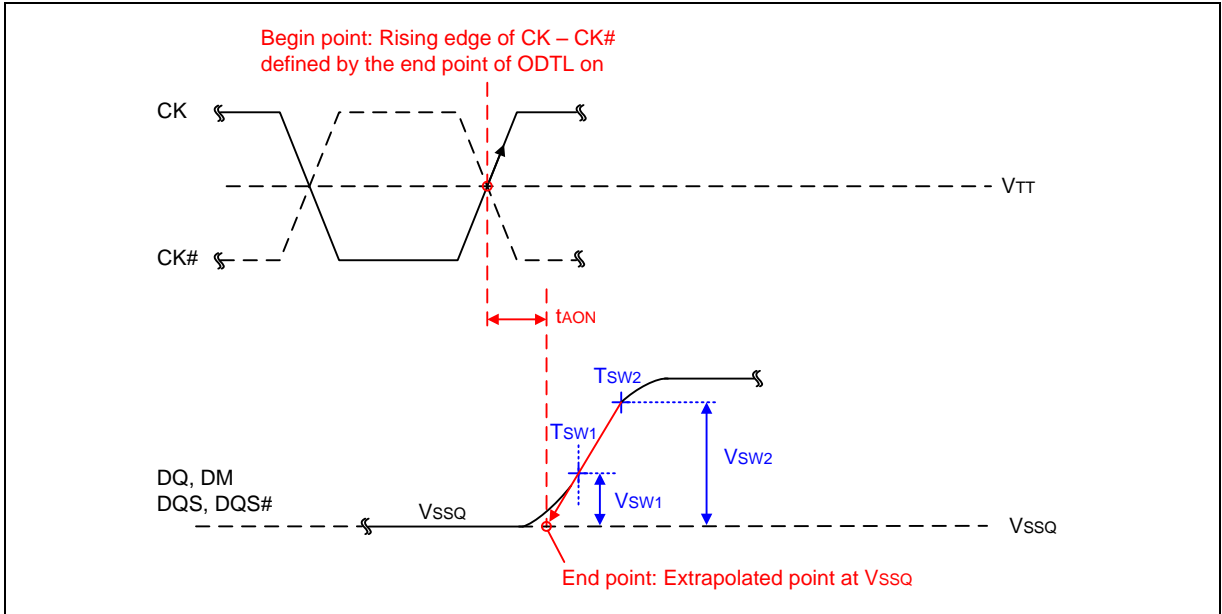 Begin point: Rising edge of CK – CK#
defined by the end point of ODTL on
CK
VTT
CK#
tAON
TSW2
TSW1
VSW2
DQ, DM
DQS, DQS#
VSSQ
VSW1
VSSQ
End point: Extrapolated point at VSSQ